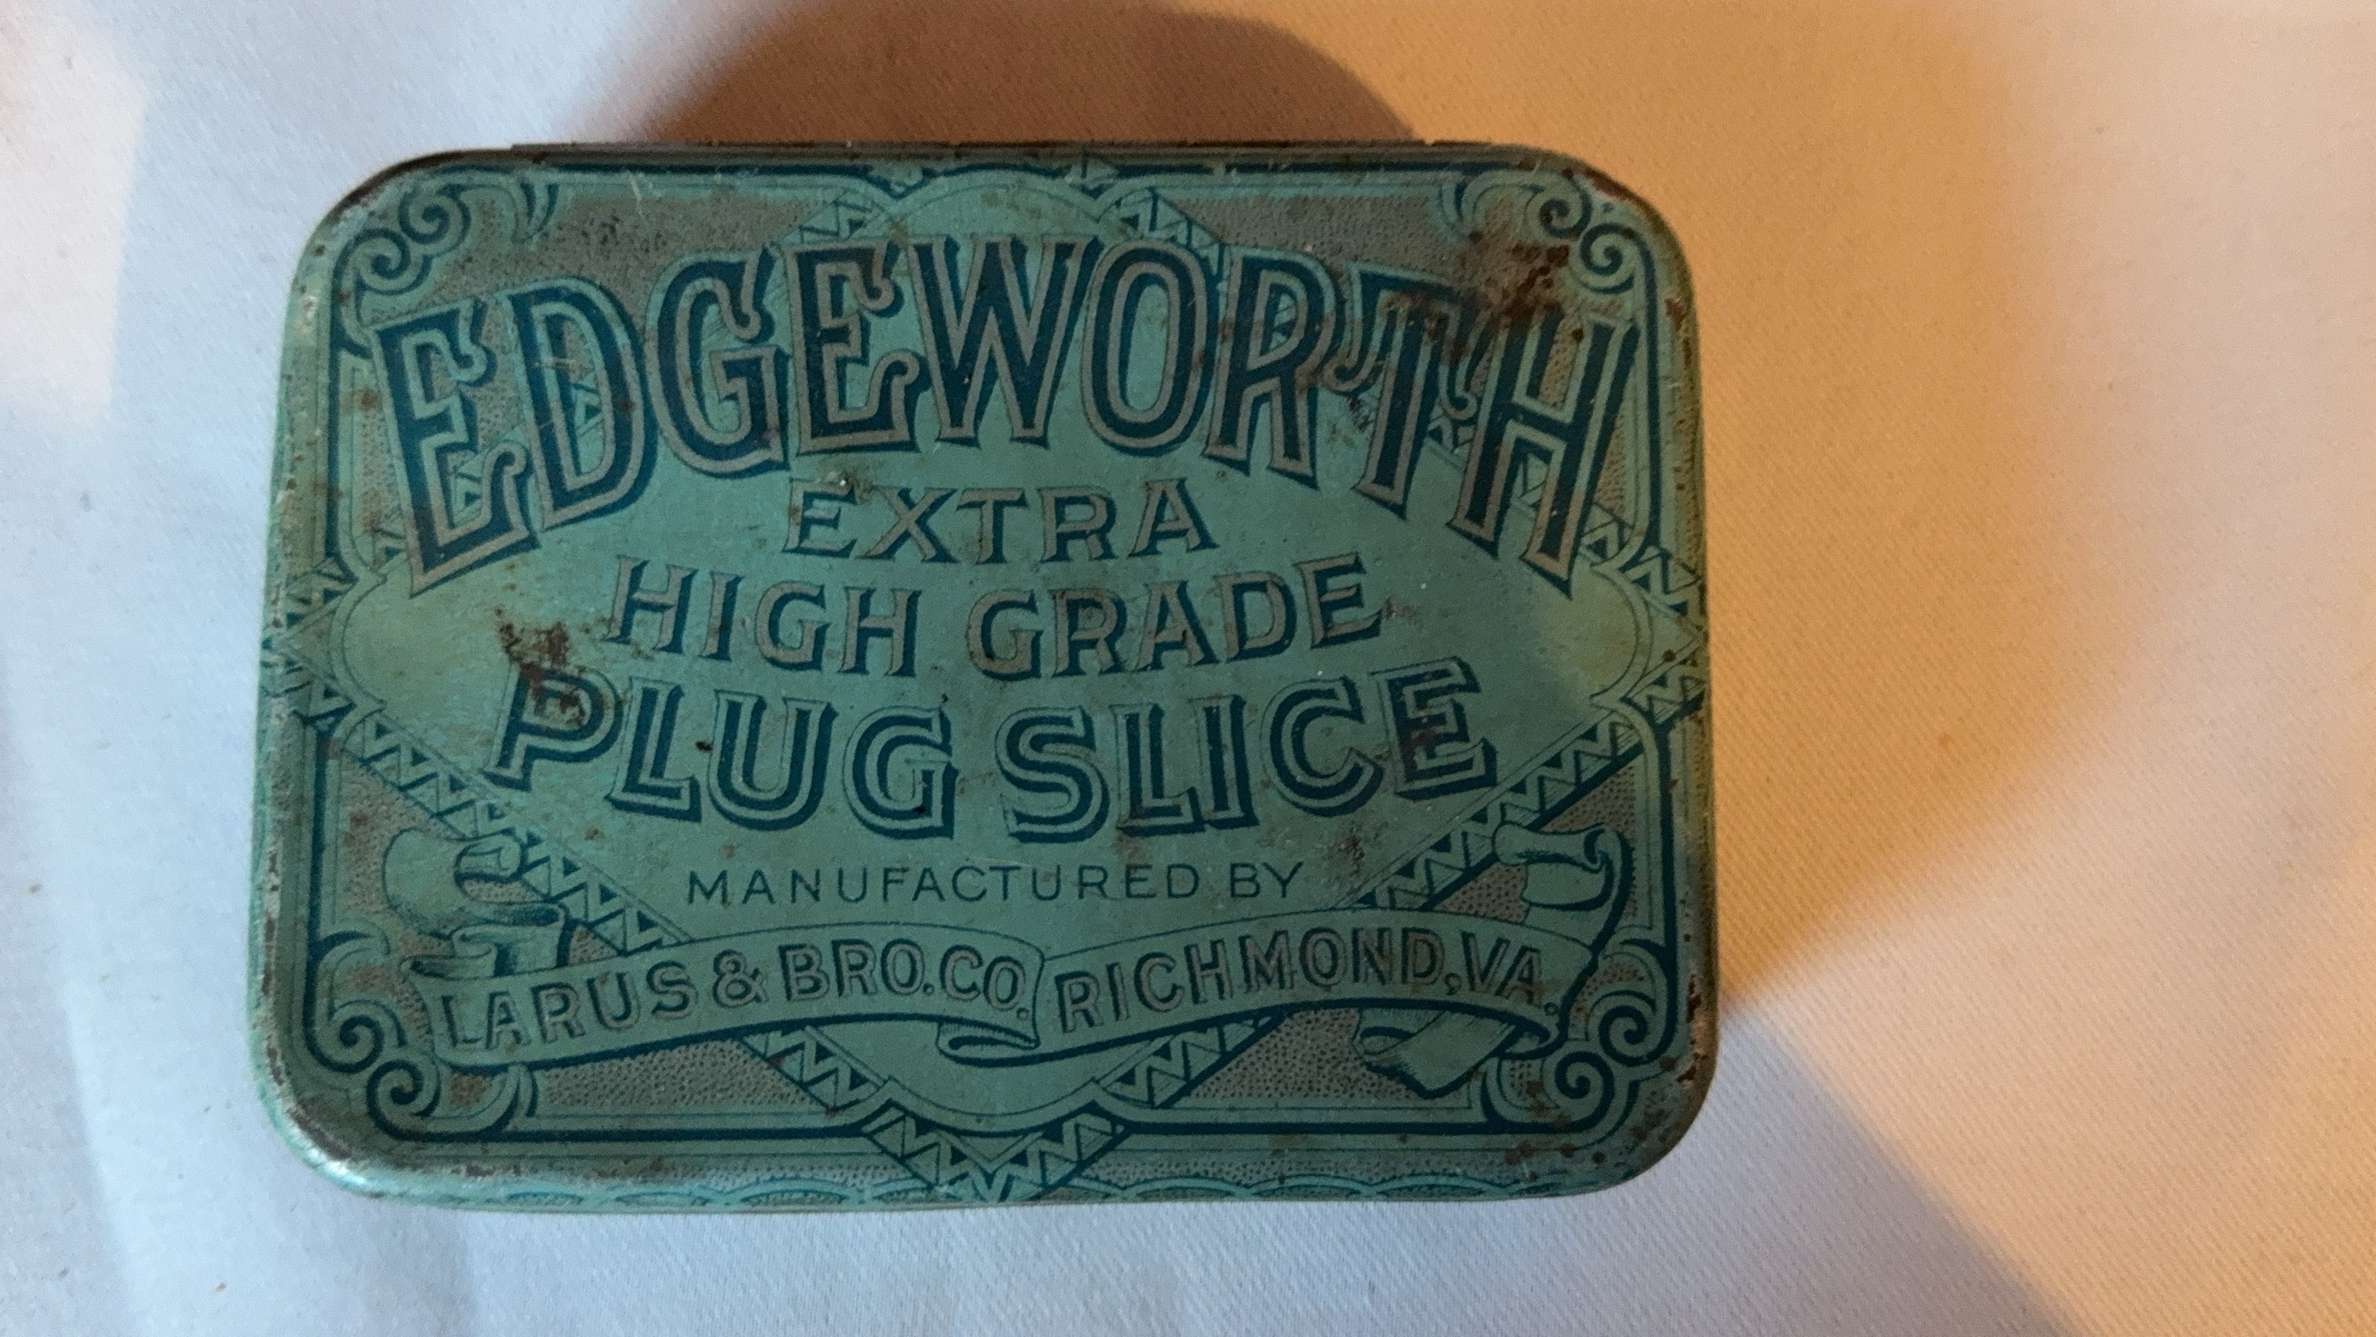 EDGEWORTH
EXTRA
HIGH GRADE
PLUG SLICE
MANUFACTURED BY
LARUS & BRO. CO. RICHMOND, VA.